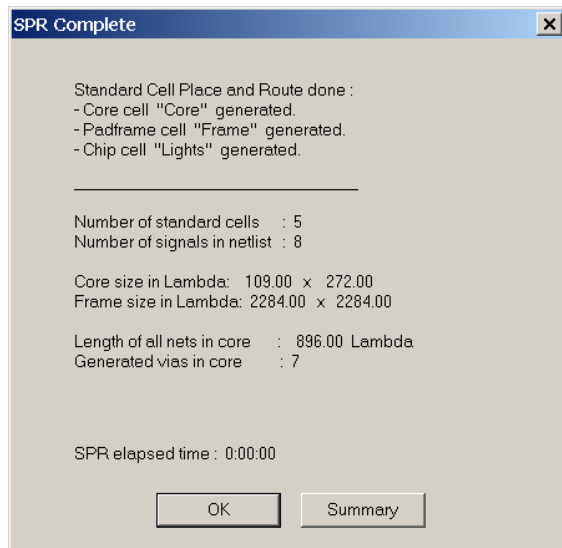 SPR Complete
Standard Cell Place and Route done :
- Core cell "Core" generated.
- Padframe cell "Frame" generated.
- Chip cell "Lights" generated.
Number of standard cells : 5
Number of signals in netlist : 8
Core size in Lambda: 109.00 x 272.00
Frame size in Lambda: 2284.00 x 2284.00
Length of all nets in core : 896.00 Lambda
Generated vias in core : 7
SPR elapsed time : 0:00:00
OK Summary